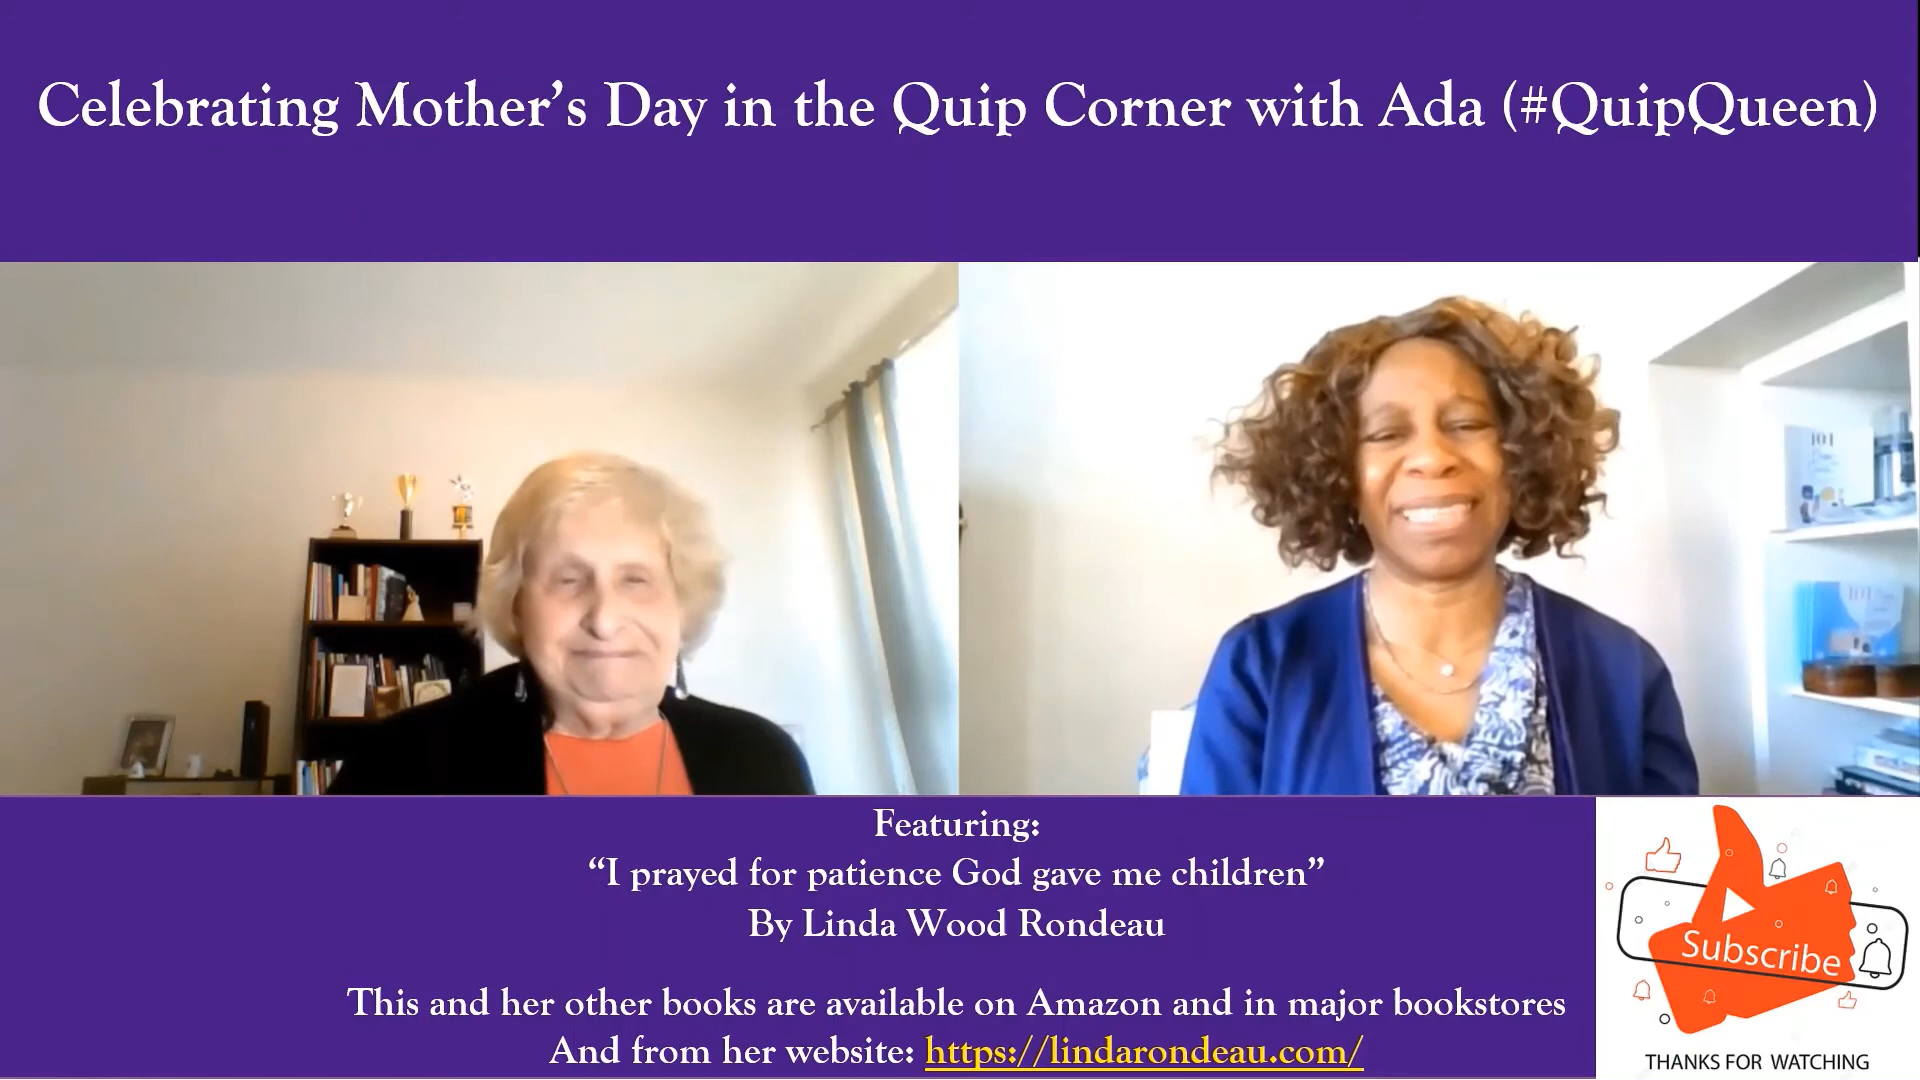 Celebrating Mother's Day in the Quip Corner with Ada (#QuipQueen)
101
101
Featuring:
“I prayed for patience God gave me children”
By Linda Wood Rondeau
This and her other books are available on Amazon and in major bookstores
And from her website: https://lindarondeau.com/
Subscribe
THANKS FOR WATCHING